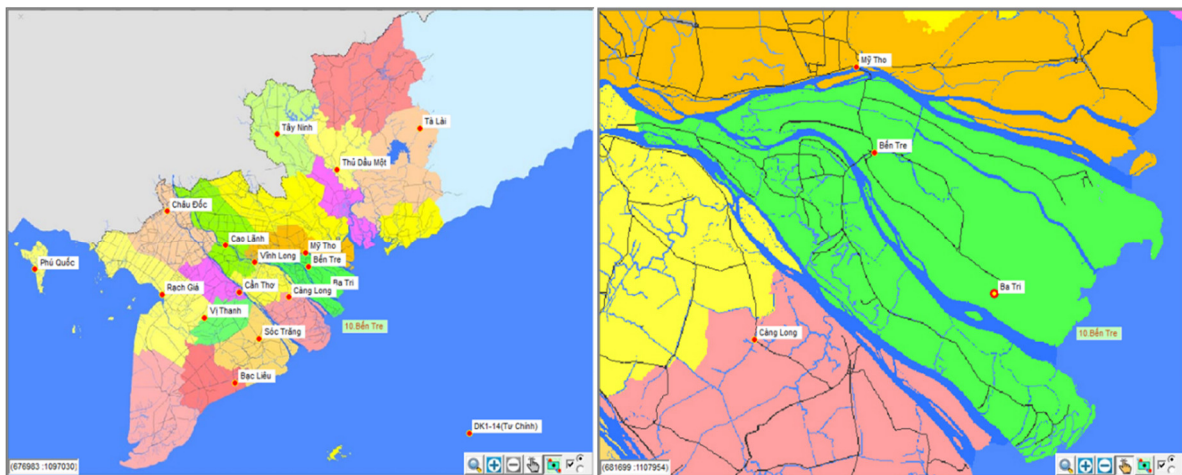 Tây Ninh
Tà Lài
Thủ Dầu Một
Châu Đốc
Cao Lãnh
Mỹ Tho
Vĩnh Long
Bến Tre
Phú Quốc
Ba Tri
Rạch Giá
Cần Thơ
Càng Long
Vị Thanh
10.Bến Tre
Sóc Trăng
Bạc Liêu
DK1-14(Tư Chính)
(676983 :1097030)
Mỹ Tho
Bến Tre
Ba Tri
10.Bến Tre
Càng Long
(681699 :1107954)